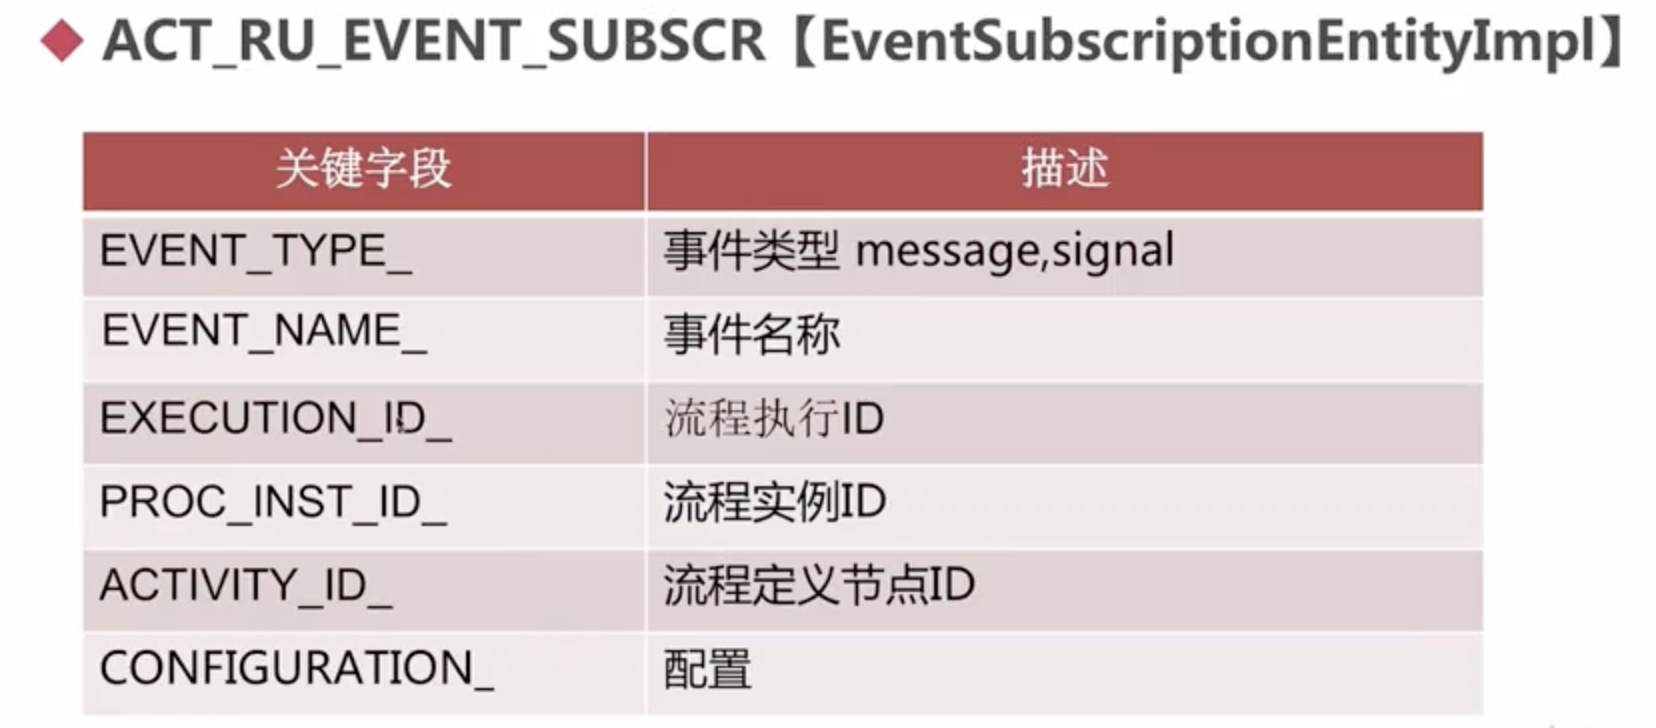 ACT_RU_EVENT_SUBSCR【EventSubscriptionEntityImpl】
关键字段 描述
EVENT_TYPE_ 事件类型 message,signal
EVENT_NAME_ 事件名称
EXECUTION_ID_ 流程执行ID
PROC_INST_ID_ 流程实例ID
ACTIVITY_ID_ 流程定义节点ID
CONFIGURATION_ 配置